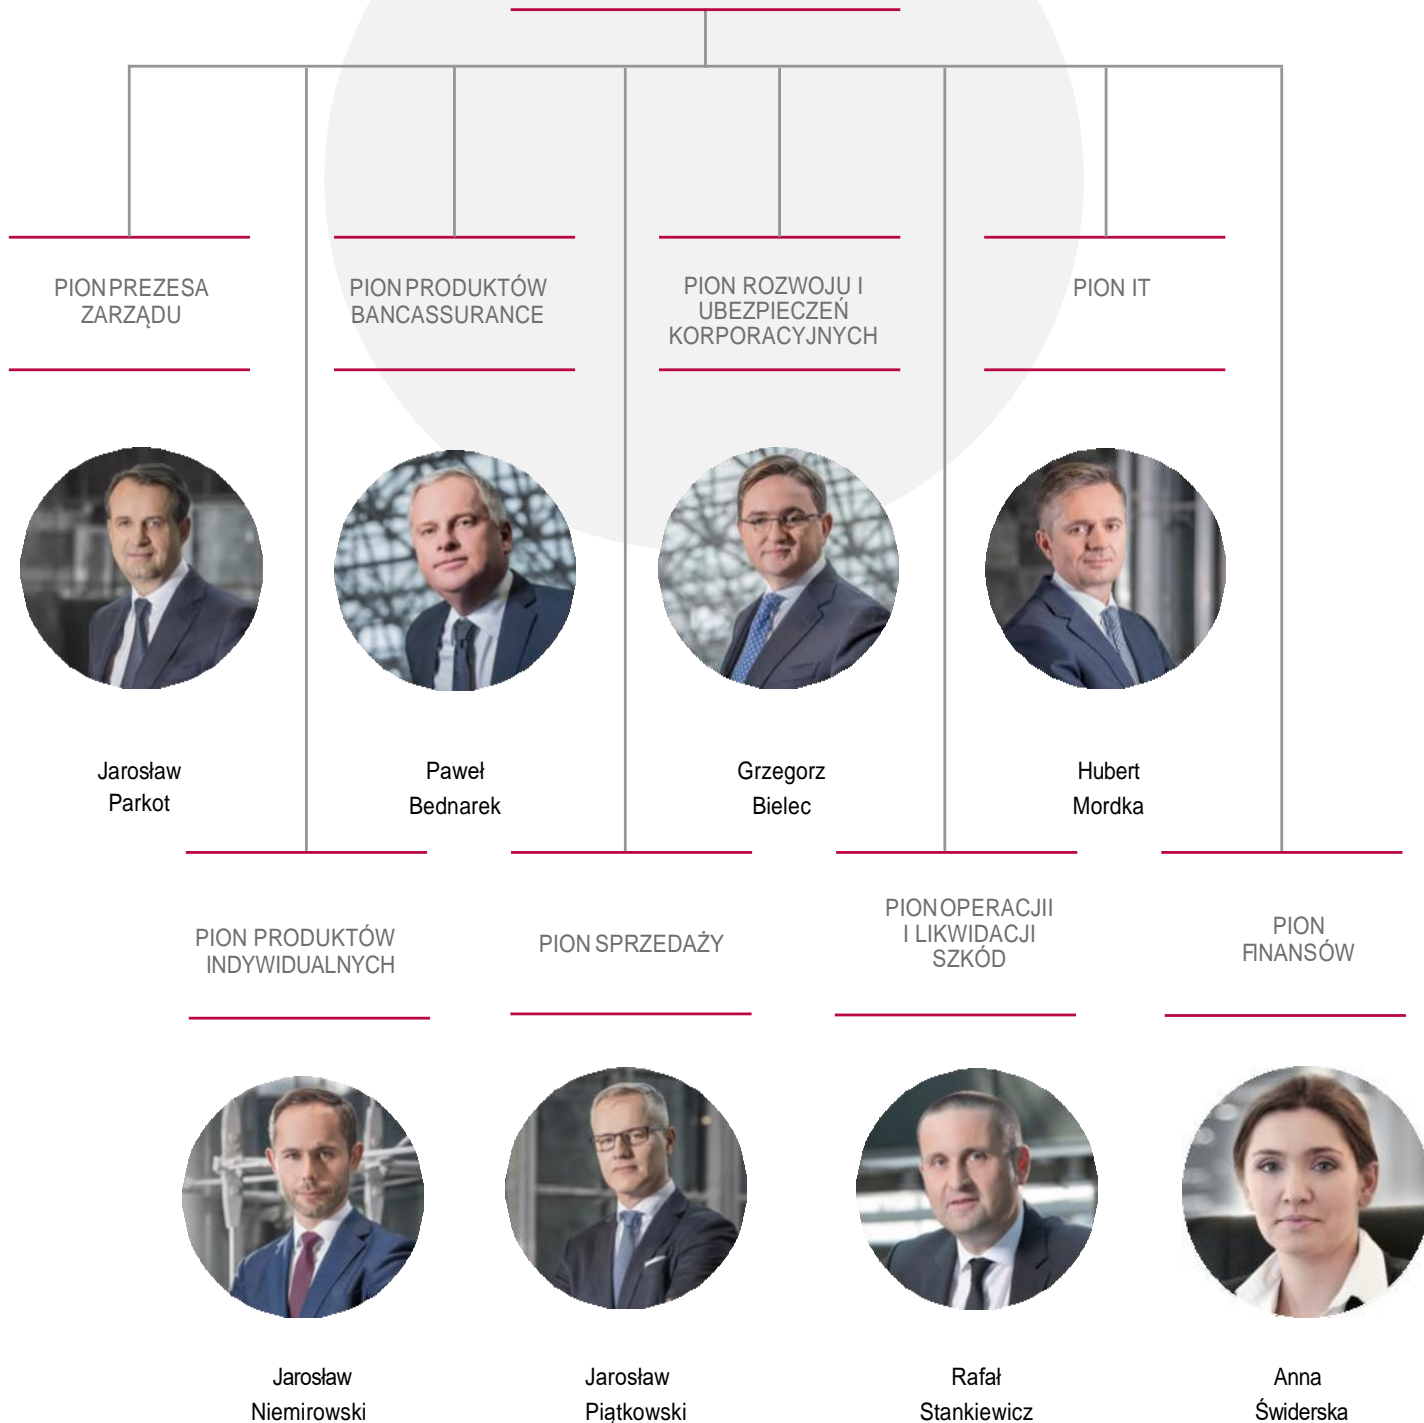 PION PREZESA
ZARZĄDU
PION PRODUKTÓW
BANCASSURANCE
PION ROZWOJU I
UBEZPIECZEŃ
KORPORACYJNYCH
PION IT
Jarosław
Parkot
Paweł
Bednarek
Grzegorz
Bielec
Hubert
Mordka
PION PRODUKTÓW
INDYWIDUALNYCH
PION SPRZEDAŻY
PION OPERACJII
I LIKWIDACJI
SZKÓD
PION
FINANSÓW
Jarosław
Niemirowski
Jarosław
Piątkowski
Rafał
Stankiewicz
Anna
Świderska